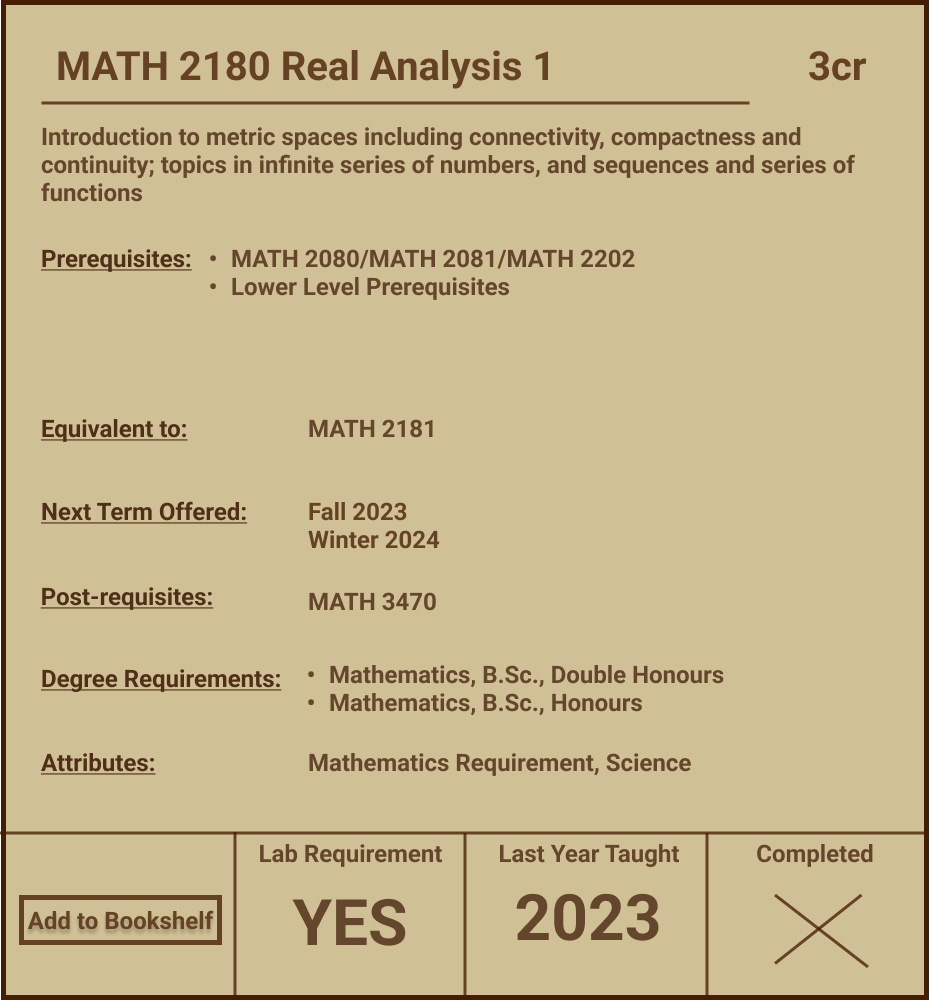 MATH 2180 Real Analysis 1 3cr
Introduction to metric spaces including connectivity, compactness and
continuity; topics in infinite series of numbers, and sequences and series of
functions
Prerequisites: • MATH 2080/MATH 2081/MATH 2202
• Lower Level Prerequisites
Equivalent to: MATH 2181
Next Term Offered: Fall 2023
Winter 2024
Post-requisites: MATH 3470
Degree Requirements: • Mathematics, B.Sc., Double Honours
• Mathematics, B.Sc., Honours
Attributes: Mathematics Requirement, Science
Add to Bookshelf
Lab Requirement
YES
Last Year Taught
2023
Completed